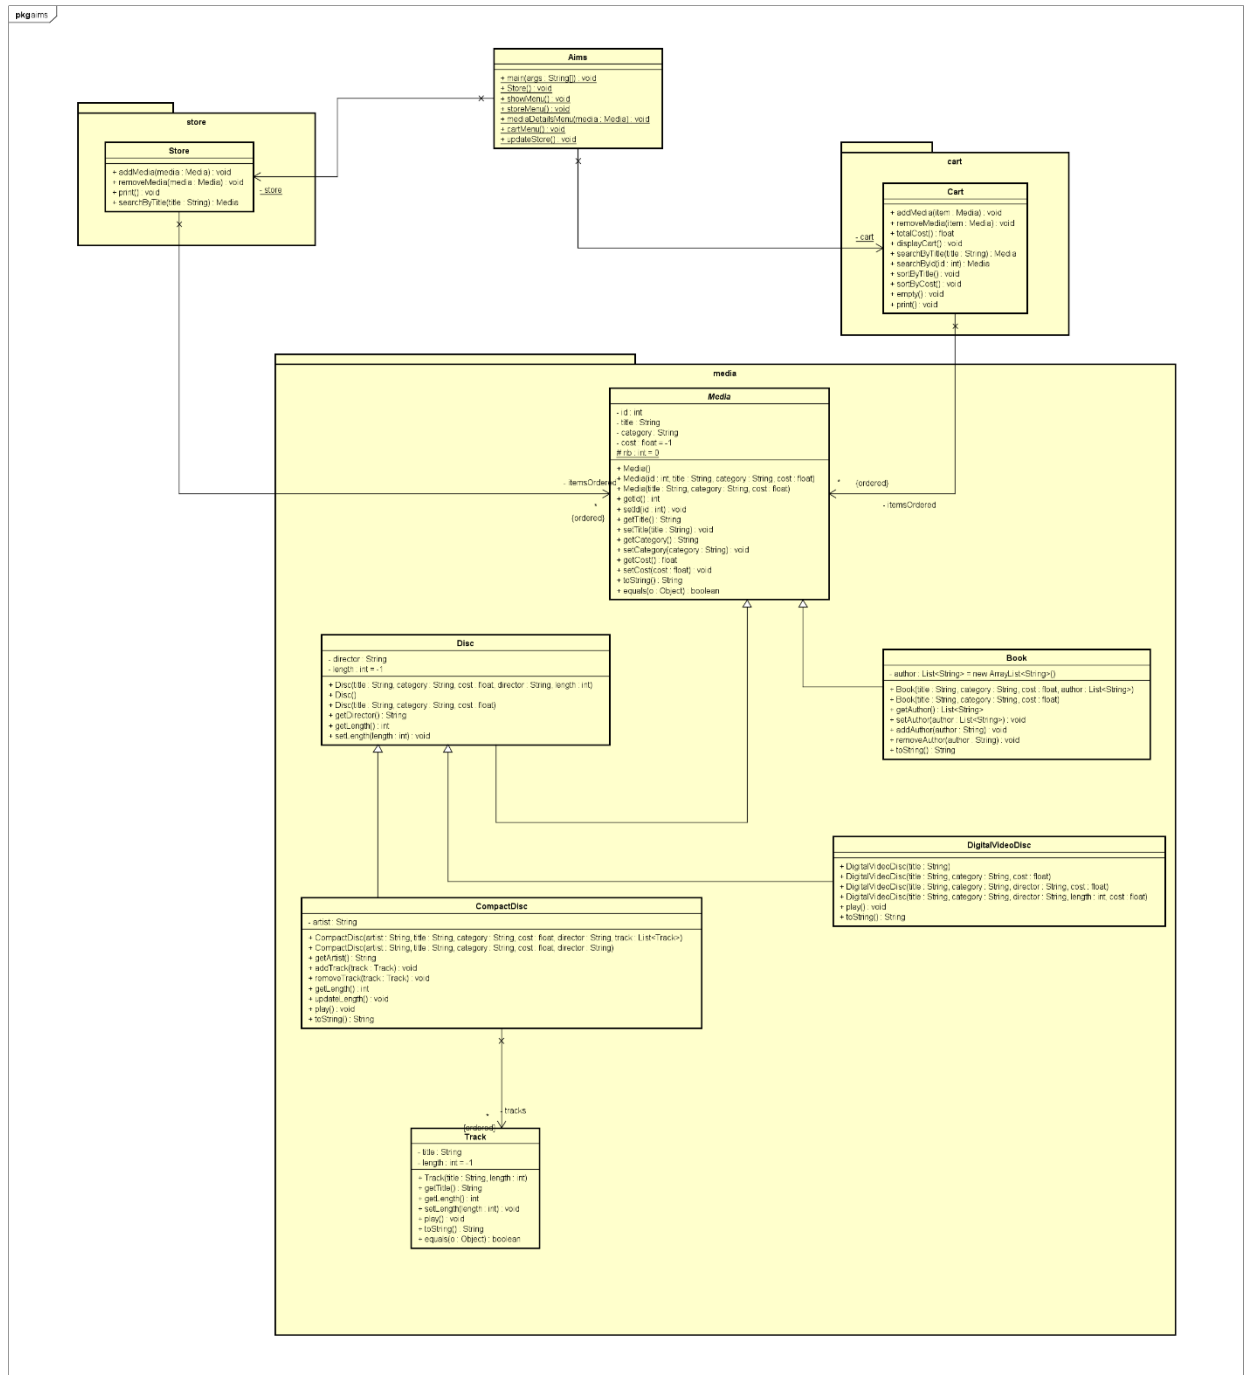 pkg aims
Aims
+ main(args : String[]) : void
+ Store() : void
+ showMenu() : void
+ storeMenu() : void
+ mediaDetailsMenu(media : Media) : void
+ cartMenu() : void
+ updateStore() : void
store
Store
+ addMedia(media : Media) : void
+ removeMedia(media : Media) : void
+ print() : void
+ searchByTitle(title : String) : Media
- store
cart
Cart
+ addMedia(item : Media) : void
+ removeMedia(item : Media) : void
+ totalCost() : float
+ displayCart() : void
+ searchByTitle(title : String) : Media
+ searchById(id : int) : Media
+ sortByTitle() : void
+ sortByCost() : void
+ empty() : void
+ print() : void
- cart
media
Media
- id : int
- title : String
- category : String
- cost : float = -1
# nb : int = 0
+ Media()
+ Media(id : int, title : String, category : String, cost : float)
+ Media(title : String, category : String, cost : float)
+ getId() : int
+ setId(id : int) : void
+ getTitle() : String
+ setTitle(title : String) : void
+ getCategory() : String
+ setCategory(category : String) : void
+ getCost() : float
+ setCost(cost : float) : void
+ toString() : String
+ equals(o : Object) : boolean
- itemsOrdered
*
{ordered}
*
{ordered}
- itemsOrdered
Disc
- director : String
- length : int = -1
+ Disc(title : String, category : String, cost : float, director : String, length : int)
+ Disc()
+ Disc(title : String, category : String, cost : float)
+ getDirector() : String
+ getLength() : int
+ setLength(length : int) : void
Book
- author : List<String> = new ArrayList<String>()
+ Book(title : String, category : String, cost : float, author : List<String>)
+ Book(title : String, category : String, cost : float)
+ getAuthor() : List<String>
+ setAuthor(author : List<String>) : void
+ addAuthor(author : String) : void
+ removeAuthor(author : String) : void
+ toString() : String
DigitalVideoDisc
+ DigitalVideoDisc(title : String)
+ DigitalVideoDisc(title : String, category : String, cost : float)
+ DigitalVideoDisc(title : String, category : String, director : String, cost : float)
+ DigitalVideoDisc(title : String, category : String, director : String, length : int, cost : float)
+ play() : void
+ toString() : String
CompactDisc
- artist : String
+ CompactDisc(artist : String, title : String, category : String, cost : float, director : String, track : List<Track>)
+ CompactDisc(artist : String, title : String, category : String, cost : float, director : String)
+ getArtist() : String
+ addTrack(track : Track) : void
+ removeTrack(track : Track) : void
+ getLength() : int
+ updateLength() : void
+ play() : void
+ toString() : String
- tracks
*
{ordered}
Track
- title : String
- length : int = -1
+ Track(title : String, length : int)
+ getTitle() : String
+ getLength() : int
+ setLength(length : int) : void
+ play() : void
+ toString() : String
+ equals(o : Object) : boolean